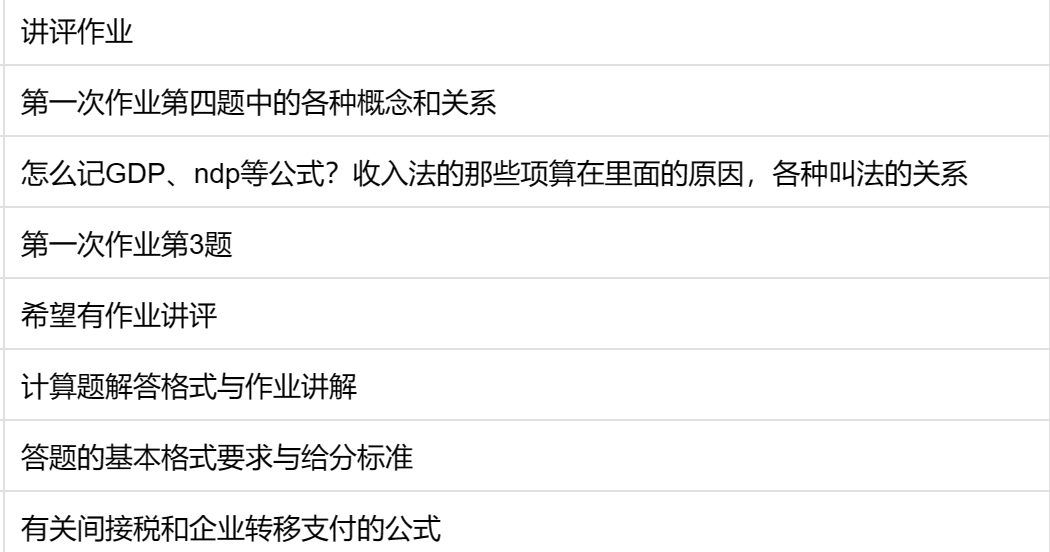 讲评作业
第一次作业第四题中的各种概念和关系
怎么记GDP、ndp等公式？收入法的那些项算在里面的原因，各种叫法的关系
第一次作业第3题
希望有作业讲评
计算题解答格式与作业讲解
答题的基本格式要求与给分标准
有关间接税和企业转移支付的公式